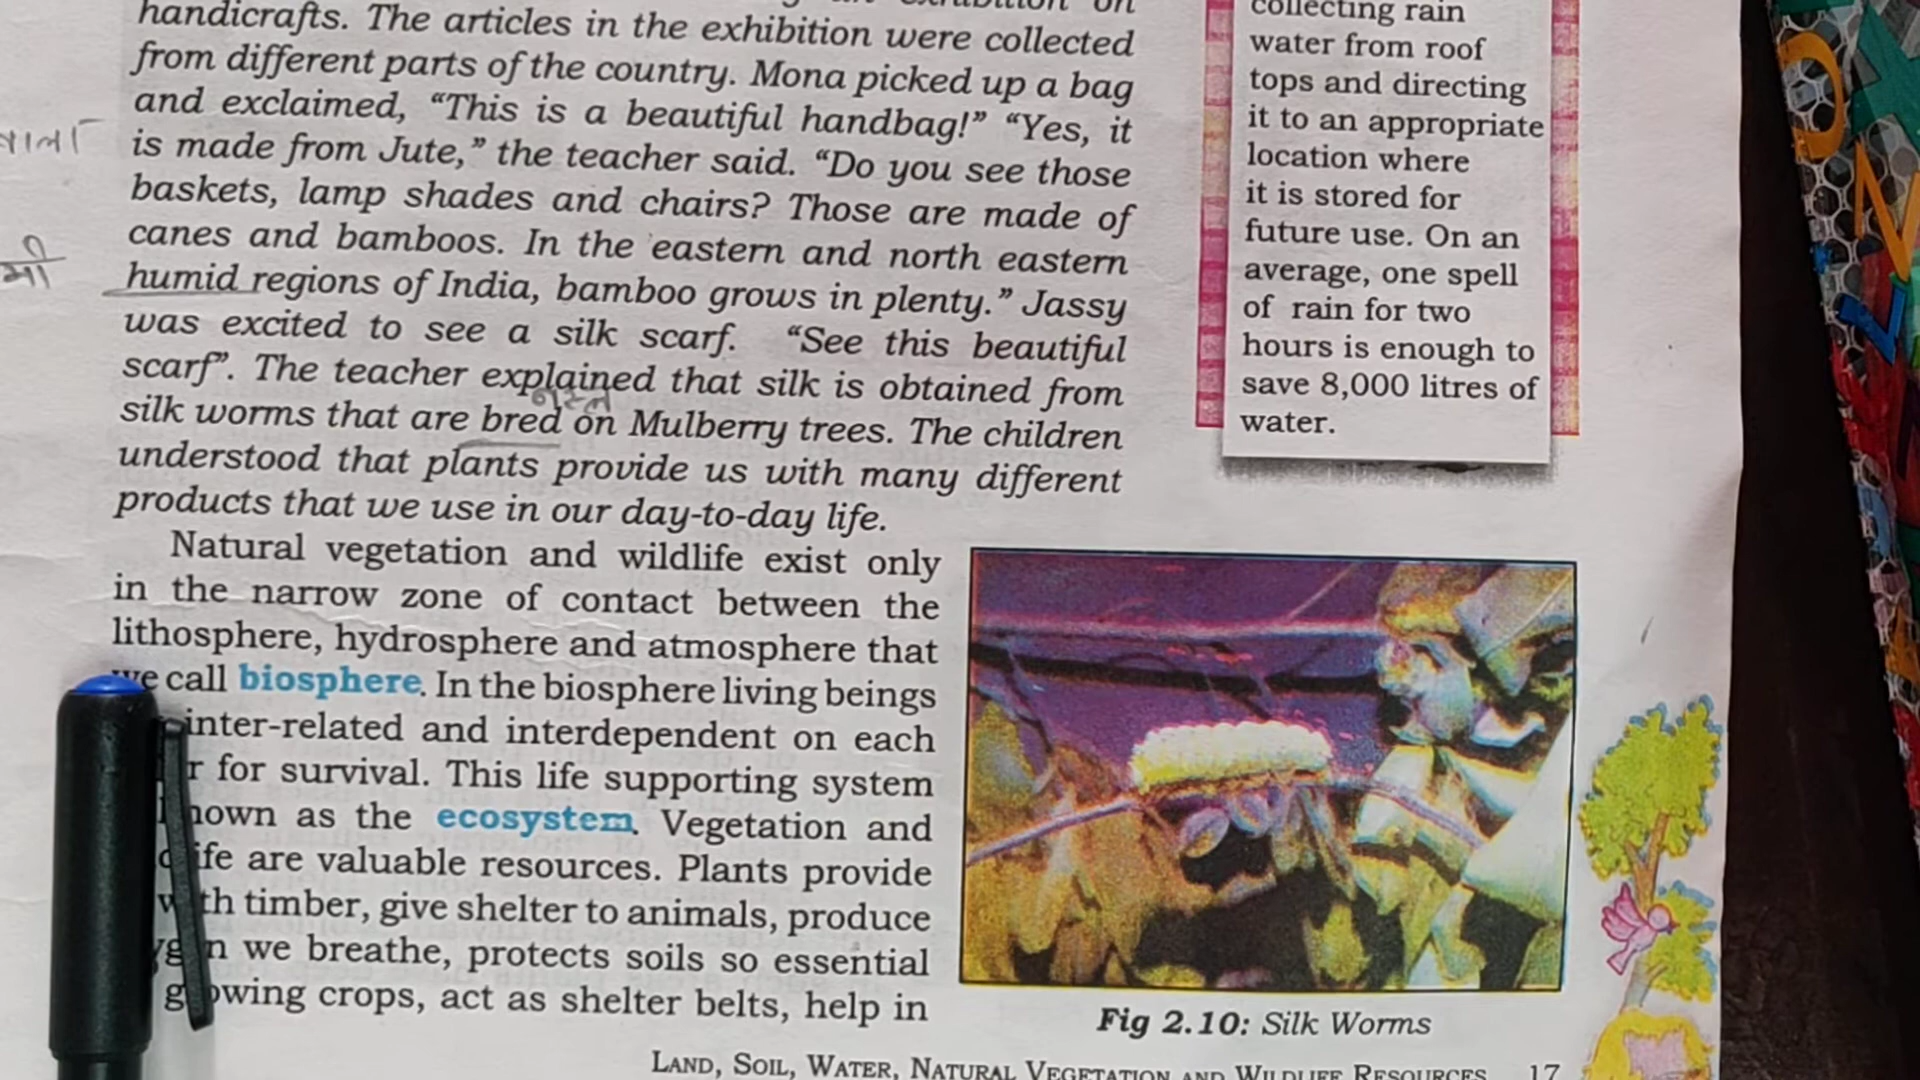 handicrafts. The articles in the exhibition were collected
from different parts of the country. Mona picked up a bag
and exclaimed, “This is a beautiful handbag!” “Yes, it
is made from Jute,” the teacher said. “Do you see those
baskets, lamp shades and chairs? Those are made of
canes and bamboos. In the eastern and north eastern
humid regions of India, bamboo grows in plenty.” Jassy
was excited to see a silk scarf. “See this beautiful
scarf”. The teacher explained that silk is obtained from
नस्ल
silk worms that are bred on Mulberry trees. The children
understood that plants provide us with many different
products that we use in our day-to-day life.
Natural vegetation and wildlife exist only
in the narrow zone of contact between the
lithosphere, hydrosphere and atmosphere that
we call biosphere. In the biosphere living beings
inter-related and interdependent on each
r for survival. This life supporting system
nown as the ecosystem. Vegetation and
ife are valuable resources. Plants provide
with timber, give shelter to animals, produce
n we breathe, protects soils so essential
growing crops, act as shelter belts, help in
collecting rain
water from roof
tops and directing
it to an appropriate
location where
it is stored for
future use. On an
average, one spell
of rain for two
hours is enough to
save 8,000 litres of
water.
Fig 2.10: Silk Worms
LAND, SOIL, WATER, NATURAL VEGETATION AND WILDLIFE RESOURCES 17